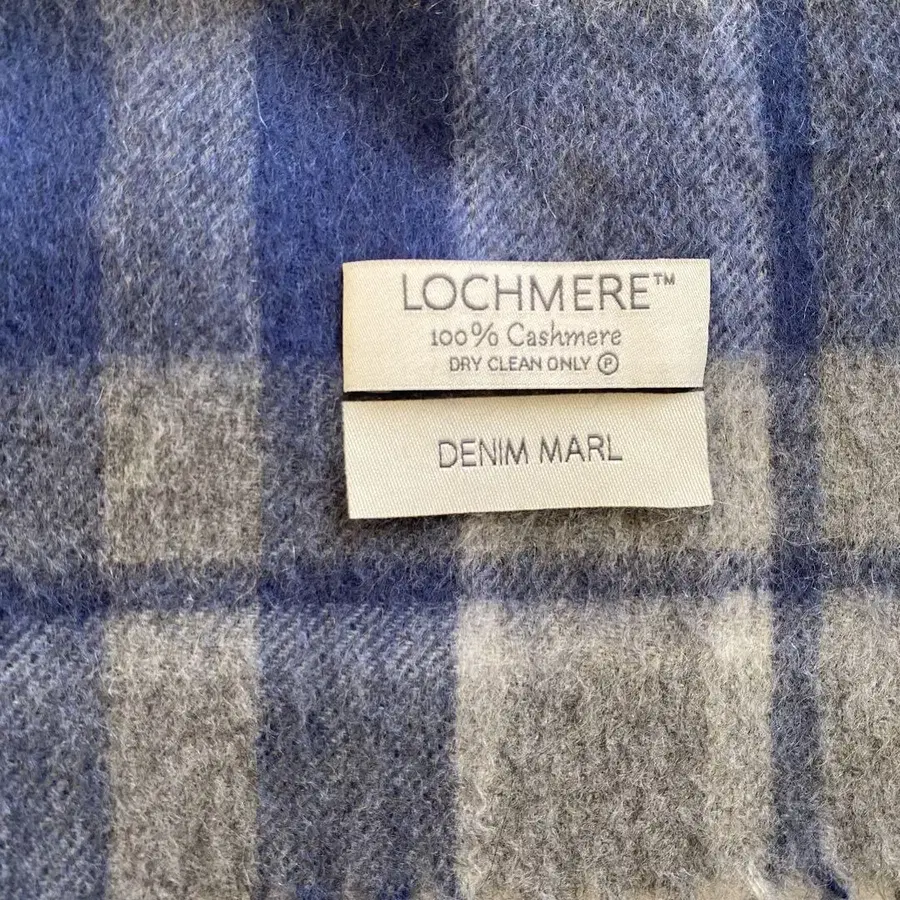 LOCHMERE™
100% Cashmere
DRY CLEAN ONLY Ⓟ
DENIM MARL